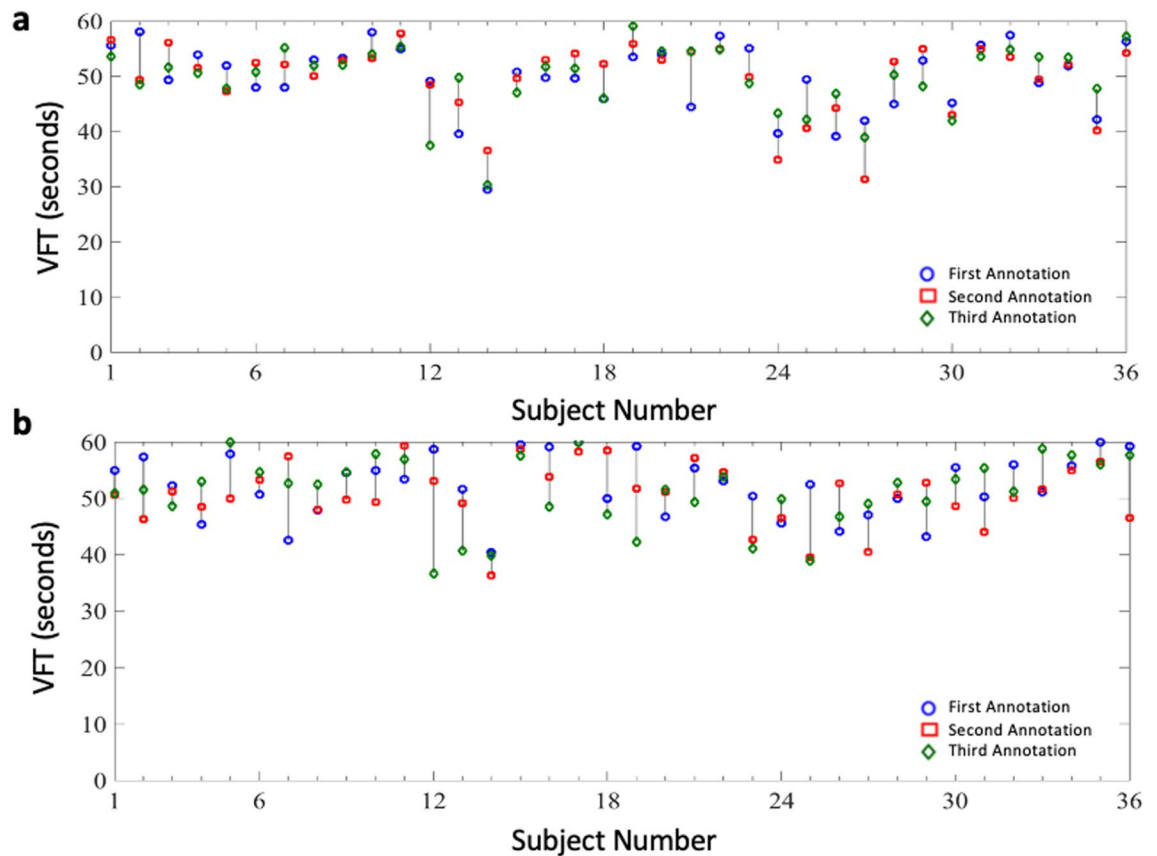 a
60
50
40
30
20
10
0
VFT (seconds)
First Annotation
Second Annotation
Third Annotation
1 6 12 18 24 30 36
Subject Number
b
60
50
40
30
20
10
0
VFT (seconds)
First Annotation
Second Annotation
Third Annotation
1 6 12 18 24 30 36
Subject Number